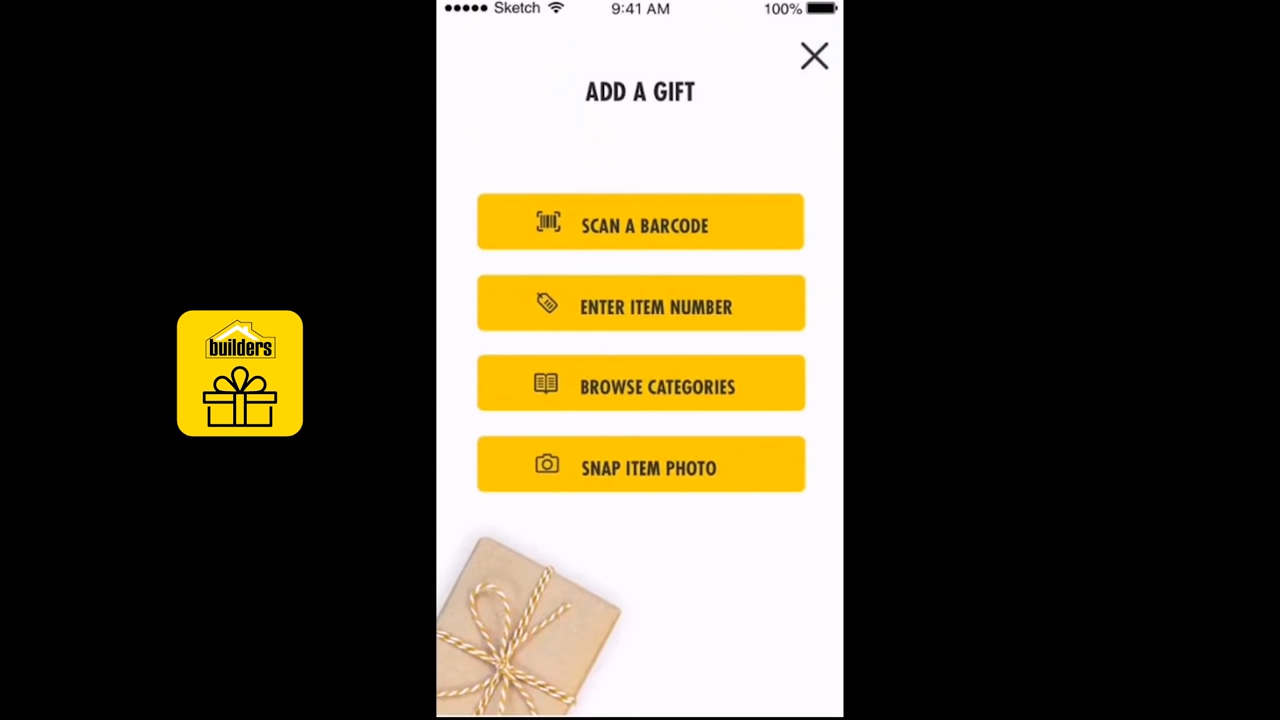 Sketch 9:41 AM 100%
ADD A GIFT
SCAN A BARCODE
ENTER ITEM NUMBER
builders
BROWSE CATEGORIES
SNAP ITEM PHOTO